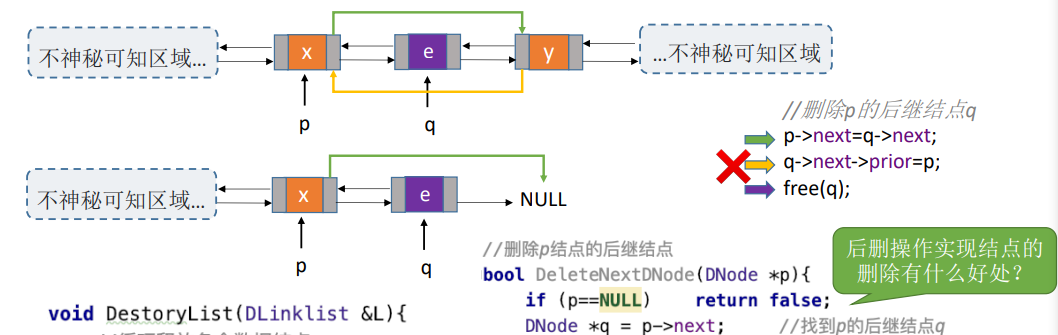 不神秘可知区域...
x
e
y
...不神秘可知区域
p
q
//删除p的后继结点q
p->next=q->next;
q->next->prior=p;
free(q);
不神秘可知区域...
x
e
NULL
p
q
//删除p结点的后继结点
bool DeleteNextDNode(DNode *p){
if (p==NULL) return false;
DNode *q = p->next; //找到p的后继结点q
后删操作实现结点的
删除有什么好处？
void DestoryList(DLinklist &L){